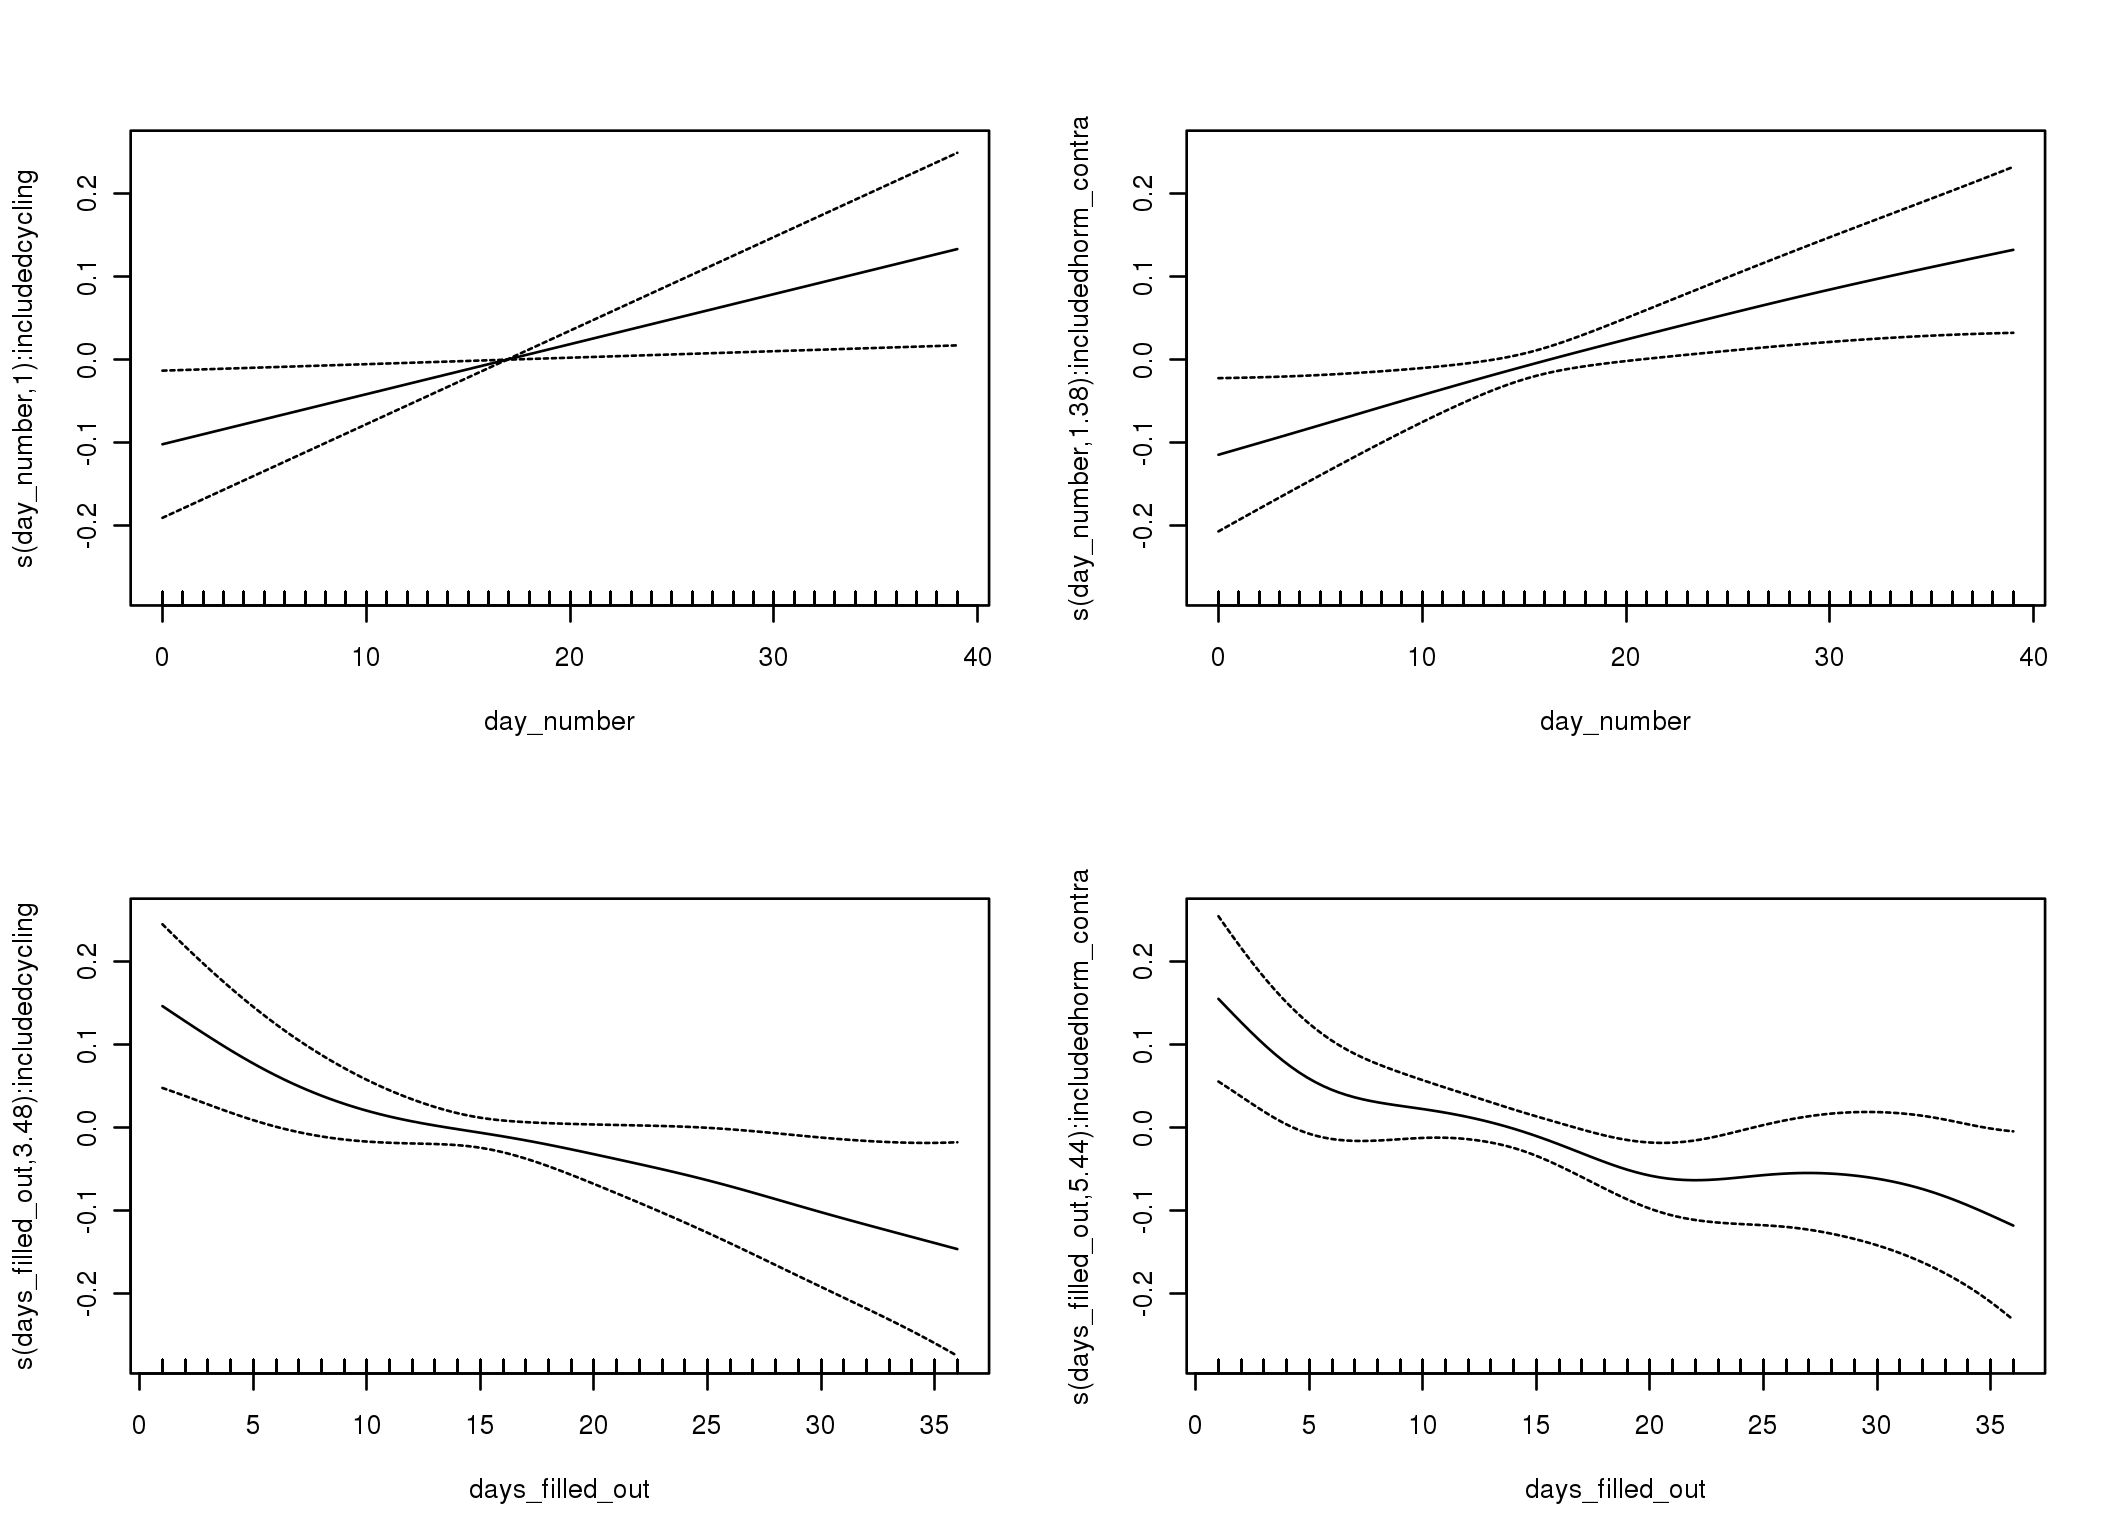 s(day_number,1):includedcycling
0.2
0.1
0.0
-0.1
-0.2
0 10 20 30 40
day_number
s(day_number,1.38):includedhorm_contra
0.2
0.1
0.0
-0.1
-0.2
0 10 20 30 40
day_number
s(days_filled_out,3.48):includedcycling
0.2
0.1
0.0
-0.1
-0.2
0 5 10 15 20 25 30 35
days_filled_out
s(days_filled_out,5.44):includedhorm_contra
0.2
0.1
0.0
-0.1
-0.2
0 5 10 15 20 25 30 35
days_filled_out